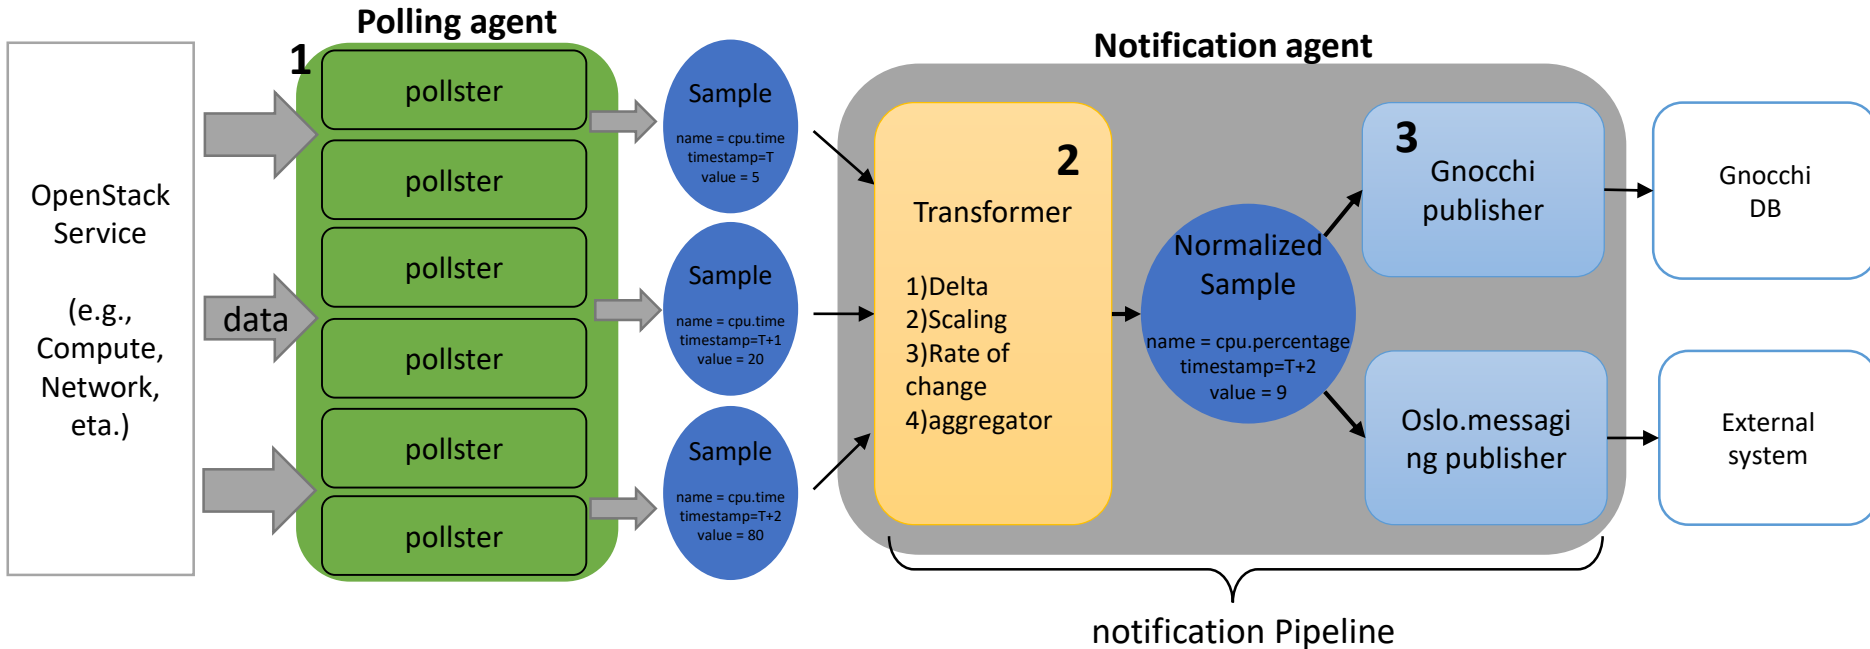 Polling agent
Notification agent
OpenStack
Service
(e.g.,
Compute,
Network,
eta.)
data
1
pollster
pollster
pollster
pollster
pollster
pollster
Sample
name = cpu.time
timestamp=T
value = 5
Sample
name = cpu.time
timestamp=T+1
value = 20
Sample
name = cpu.time
timestamp=T+2
value = 80
2
Transformer
1)Delta
2)Scaling
3)Rate of
change
4)aggregator
Normalized
Sample
name = cpu.percentage
timestamp=T+2
value = 9
3
Gnocchi
publisher
Oslo.messagi
ng publisher
Gnocchi
DB
External
system
notification Pipeline